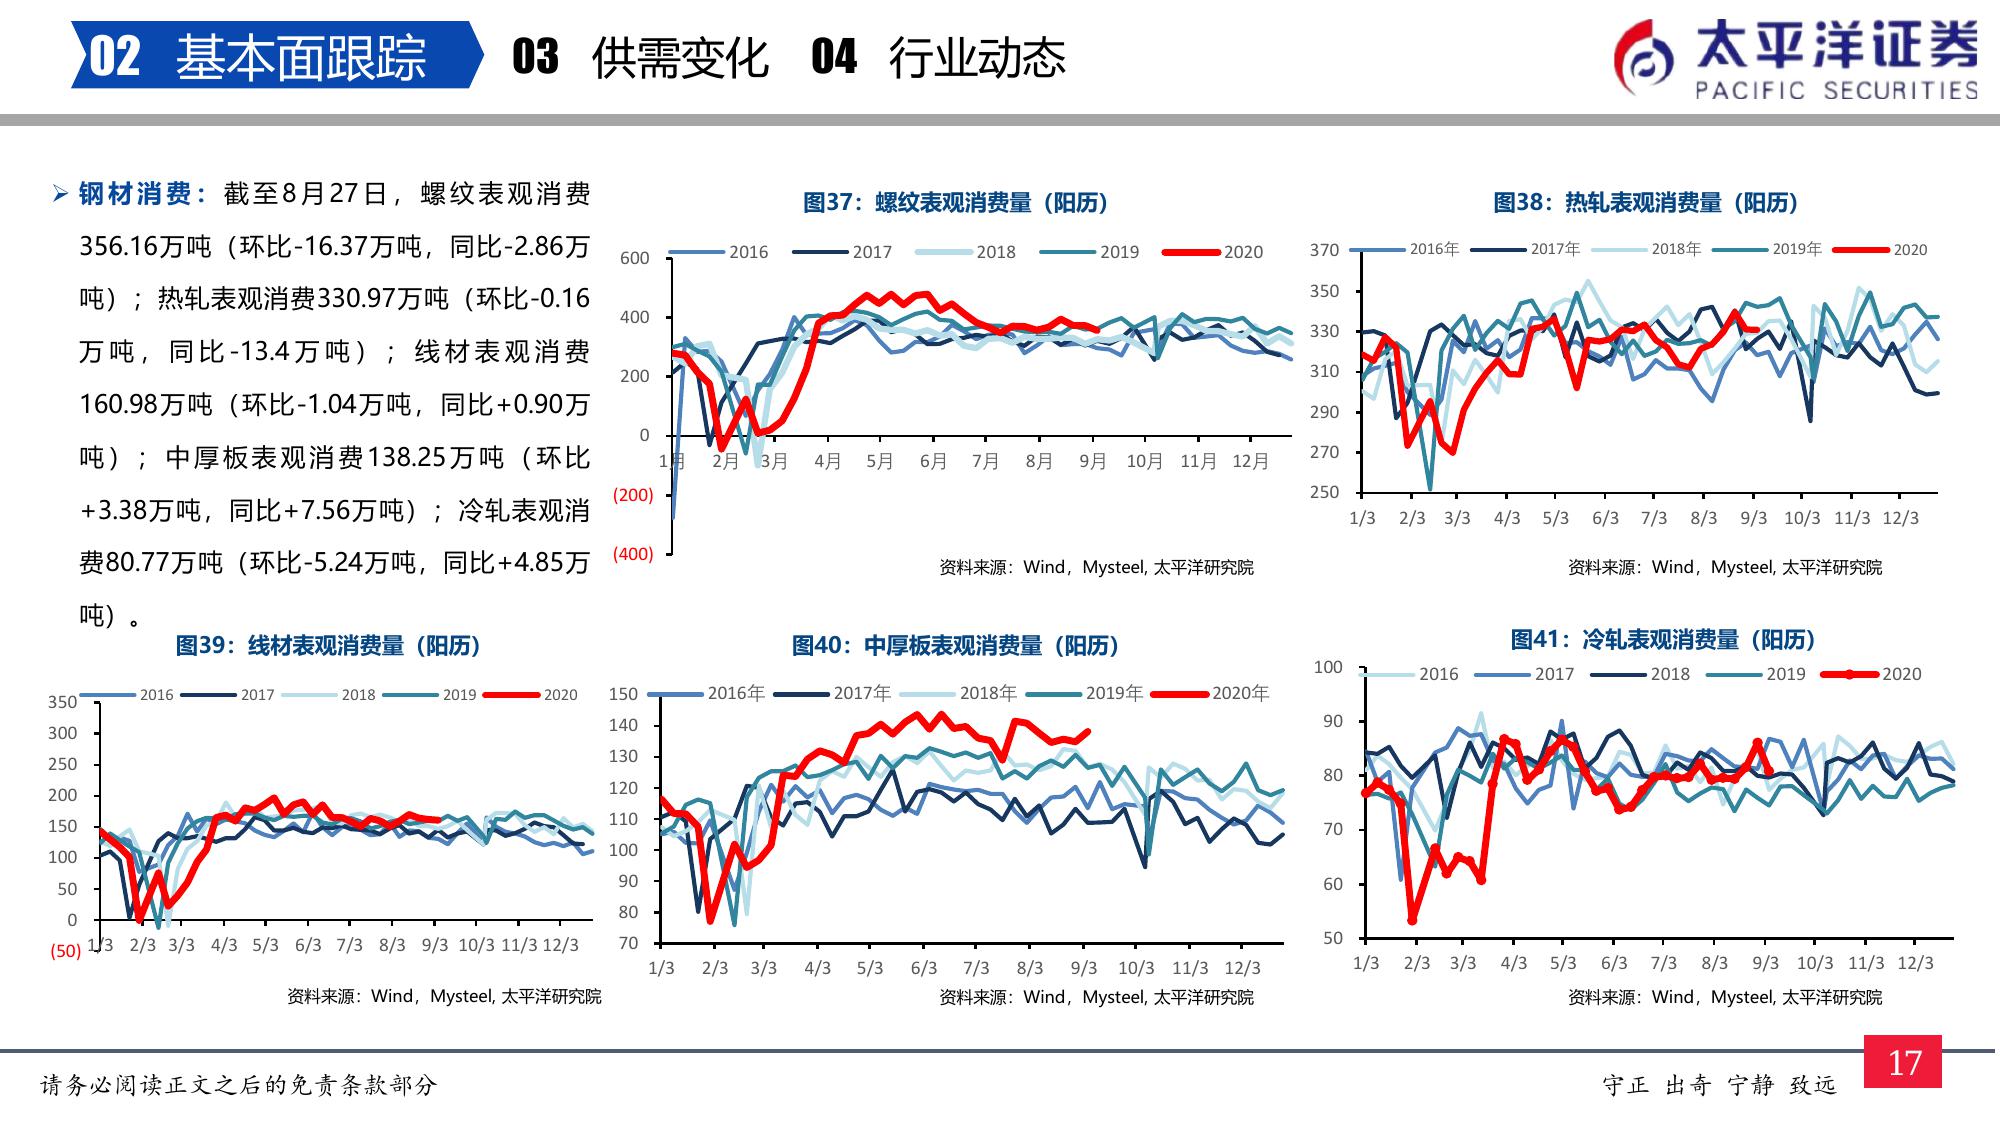 02 基本面跟踪 03 供需变化 04 行业动态
太平洋证券
PACIFIC SECURITIES
钢材消费：截至8月27日，螺纹表观消费
356.16万吨（环比-16.37万吨，同比-2.86万
吨）；热轧表观消费330.97万吨（环比-0.16
万吨，同比-13.4万吨）；线材表观消费
160.98万吨（环比-1.04万吨，同比+0.90万
吨）；中厚板表观消费138.25万吨（环比
+3.38万吨，同比+7.56万吨）；冷轧表观消
费80.77万吨（环比-5.24万吨，同比+4.85万
吨）。
图37：螺纹表观消费量（阳历）
2016 2017 2018 2019 2020
600
400
200
0
(200)
(400)
1月 2月 3月 4月 5月 6月 7月 8月 9月 10月 11月 12月
资料来源：Wind，Mysteel, 太平洋研究院
图38：热轧表观消费量（阳历）
2016年 2017年 2018年 2019年 2020
370
350
330
310
290
270
250
1/3 2/3 3/3 4/3 5/3 6/3 7/3 8/3 9/3 10/3 11/3 12/3
资料来源：Wind，Mysteel, 太平洋研究院
图39：线材表观消费量（阳历）
2016 2017 2018 2019 2020
350
300
250
200
150
100
50
0
(50)
1/3 2/3 3/3 4/3 5/3 6/3 7/3 8/3 9/3 10/3 11/3 12/3
资料来源：Wind，Mysteel, 太平洋研究院
图40：中厚板表观消费量（阳历）
2016年 2017年 2018年 2019年 2020年
150
140
130
120
110
100
90
80
70
1/3 2/3 3/3 4/3 5/3 6/3 7/3 8/3 9/3 10/3 11/3 12/3
资料来源：Wind，Mysteel, 太平洋研究院
图41：冷轧表观消费量（阳历）
2016 2017 2018 2019 2020
100
90
80
70
60
50
1/3 2/3 3/3 4/3 5/3 6/3 7/3 8/3 9/3 10/3 11/3 12/3
资料来源：Wind，Mysteel, 太平洋研究院
请务必阅读正文之后的免责条款部分
守正 出奇 宁静 致远
17